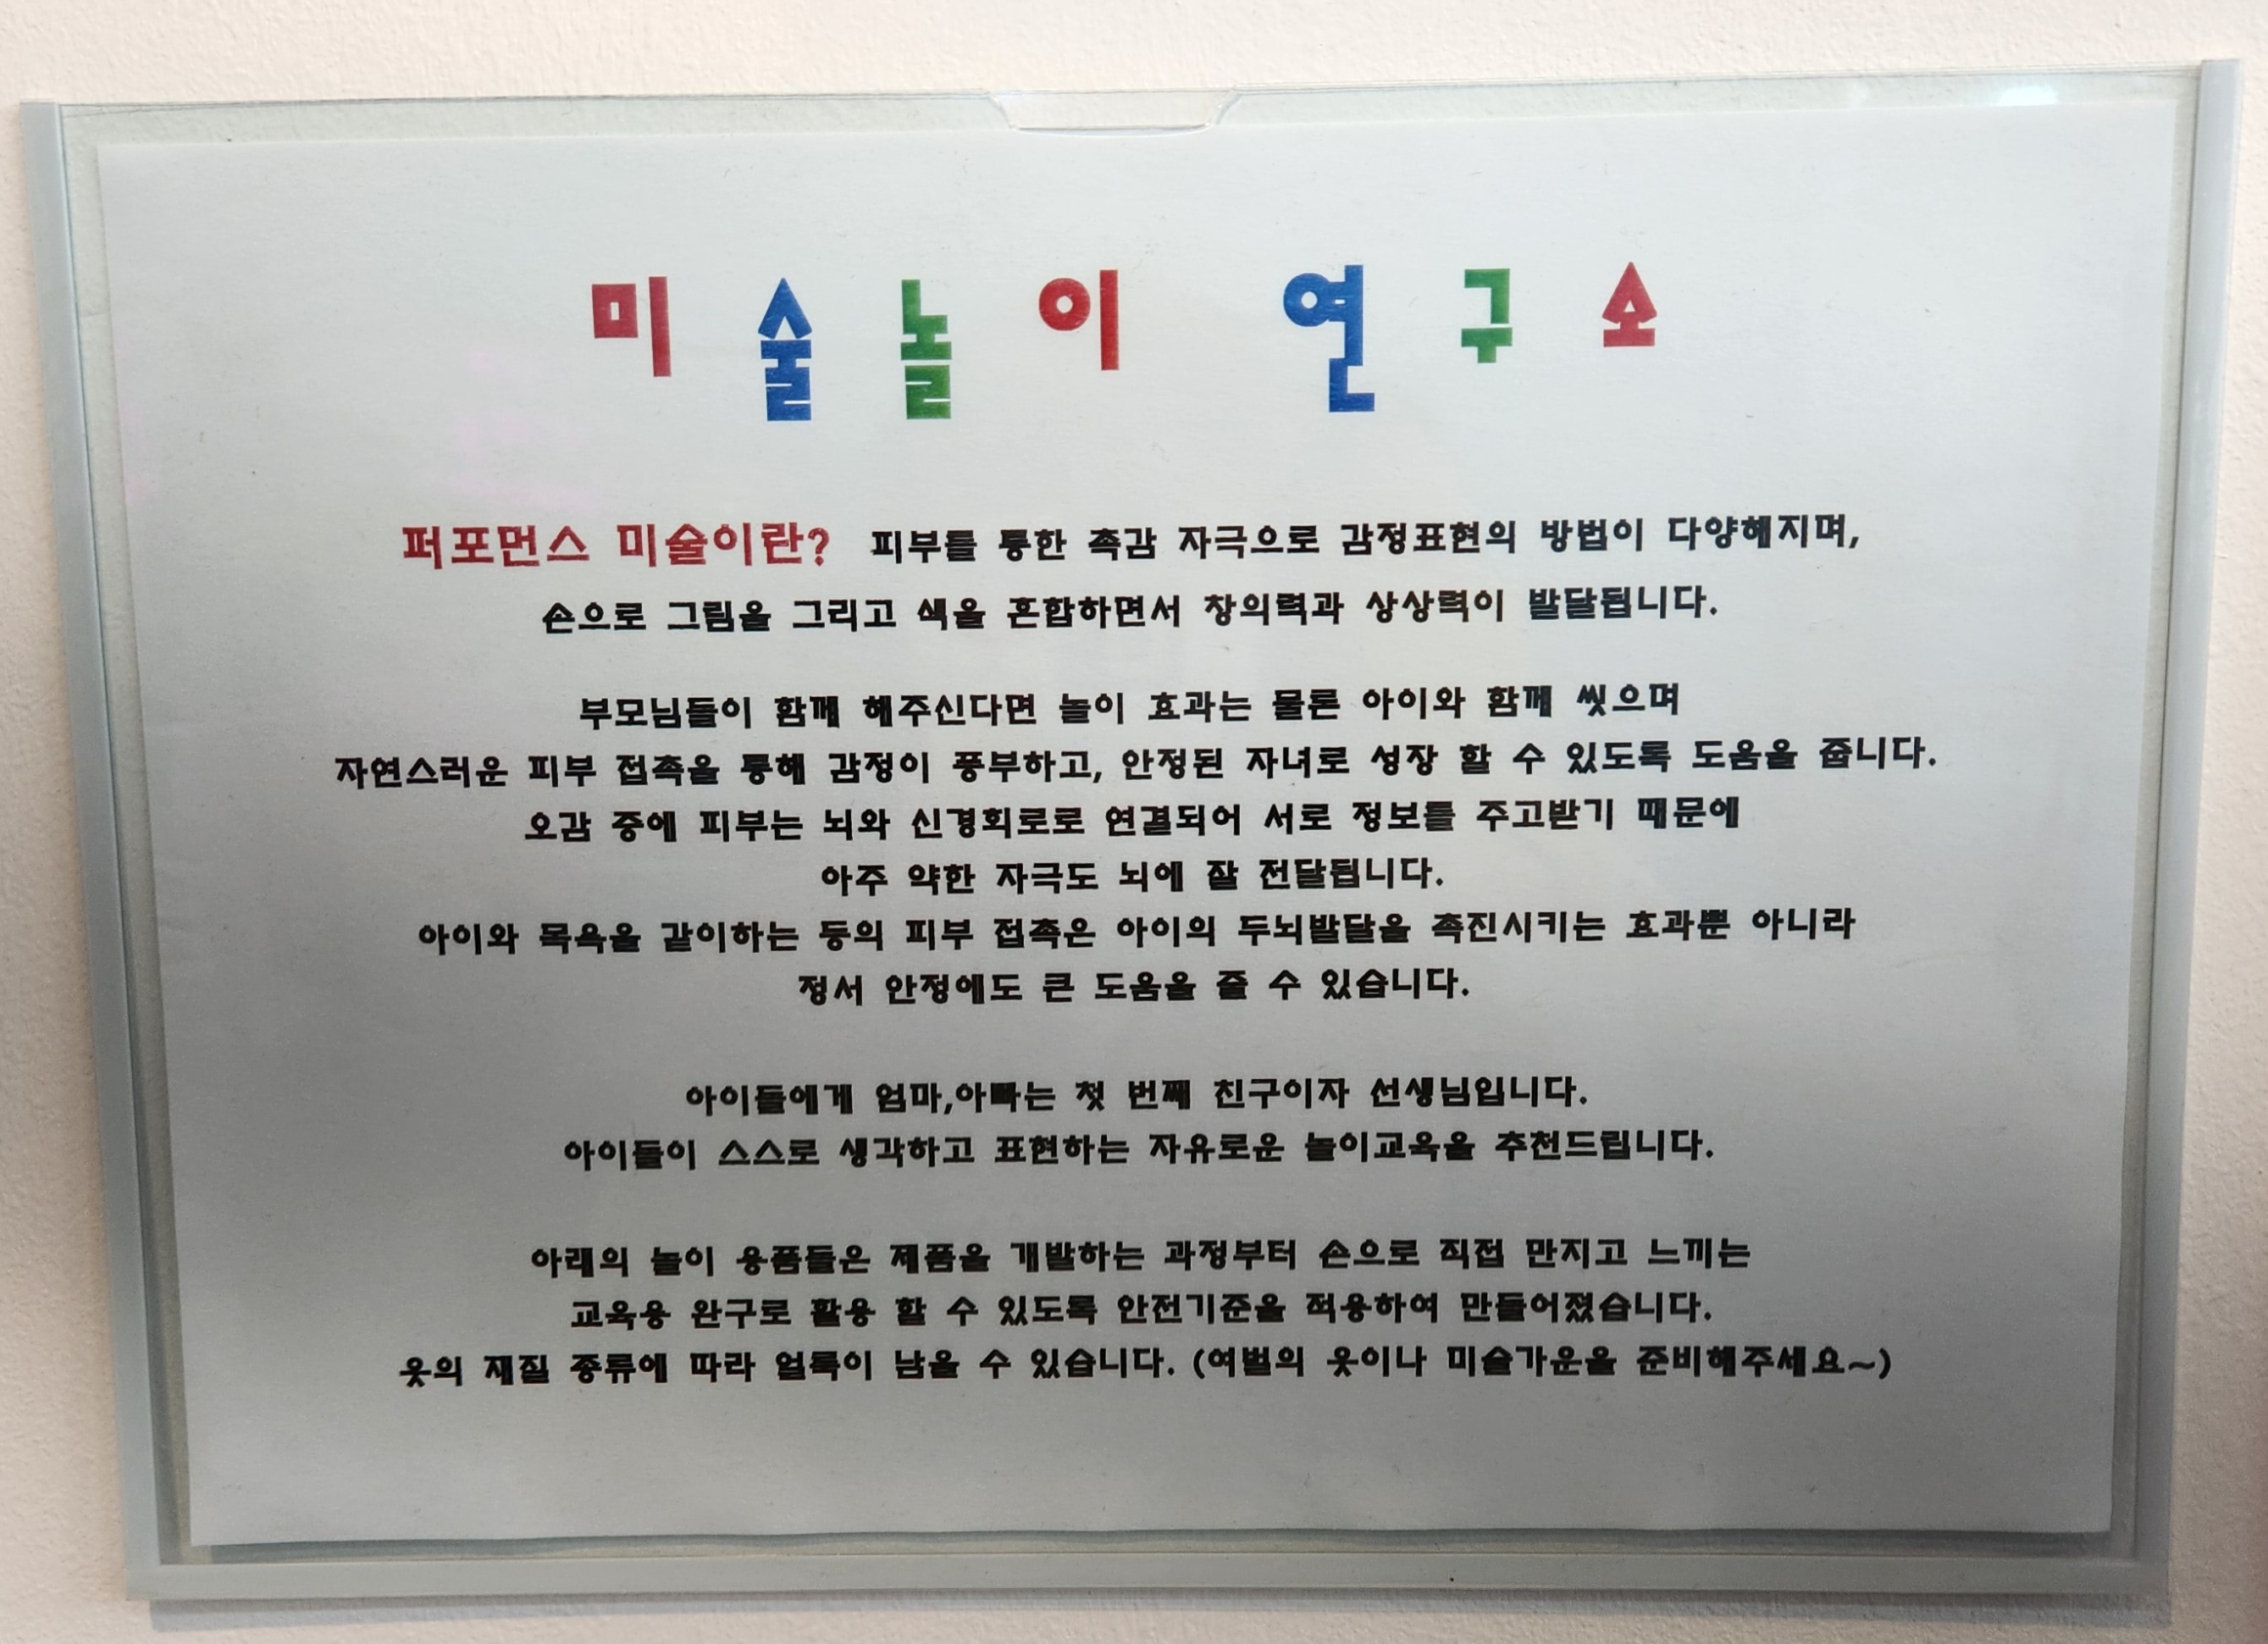 미술놀이 연구소
퍼포먼스 미술이란? 피부를 통한 촉감 자극으로 감정표현의 방법이 다양해지며,
손으로 그림을 그리고 색을 혼합하면서 창의력과 상상력이 발달됩니다.
부모님들이 함께 해주신다면 놀이 효과는 물론 아이와 함께 씻으며
자연스러운 피부 접촉을 통해 감정이 풍부하고, 안정된 자녀로 성장 할 수 있도록 도움을 줍니다.
오감 중에 피부는 뇌와 신경회로로 연결되어 서로 정보를 주고받기 때문에
아주 약한 자극도 뇌에 잘 전달됩니다.
아이와 목욕을 같이하는 등의 피부 접촉은 아이의 두뇌발달을 촉진시키는 효과뿐 아니라
정서 안정에도 큰 도움을 줄 수 있습니다.
아이들에게 엄마,아빠는 첫 번째 친구이자 선생님입니다.
아이들이 스스로 생각하고 표현하는 자유로운 놀이교육을 추천드립니다.
아래의 놀이 용품들은 제품을 개발하는 과정부터 손으로 직접 만지고 느끼는
교육용 완구로 활용 할 수 있도록 안전기준을 적용하여 만들어졌습니다.
옷의 재질 종류에 따라 얼룩이 남을 수 있습니다. (여벌의 옷이나 미술가운을 준비해주세요~)